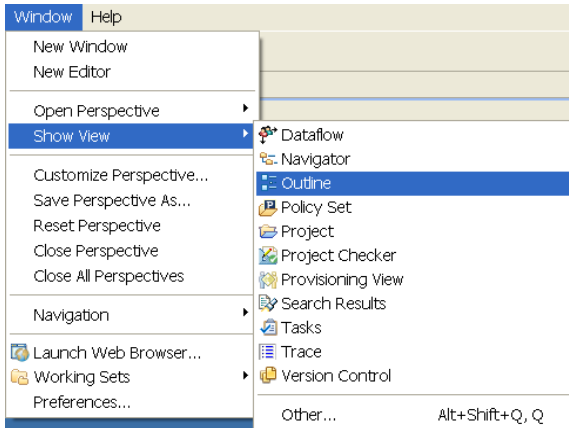 Window Help
New Window
New Editor
Open Perspective
Show View
Customize Perspective...
Save Perspective As...
Reset Perspective
Close Perspective
Close All Perspectives
Navigation
Launch Web Browser...
Working Sets
Preferences...
Dataflow
Navigator
Outline
Policy Set
Project
Project Checker
Provisioning View
Search Results
Tasks
Trace
Version Control
Other... Alt+Shift+Q, Q